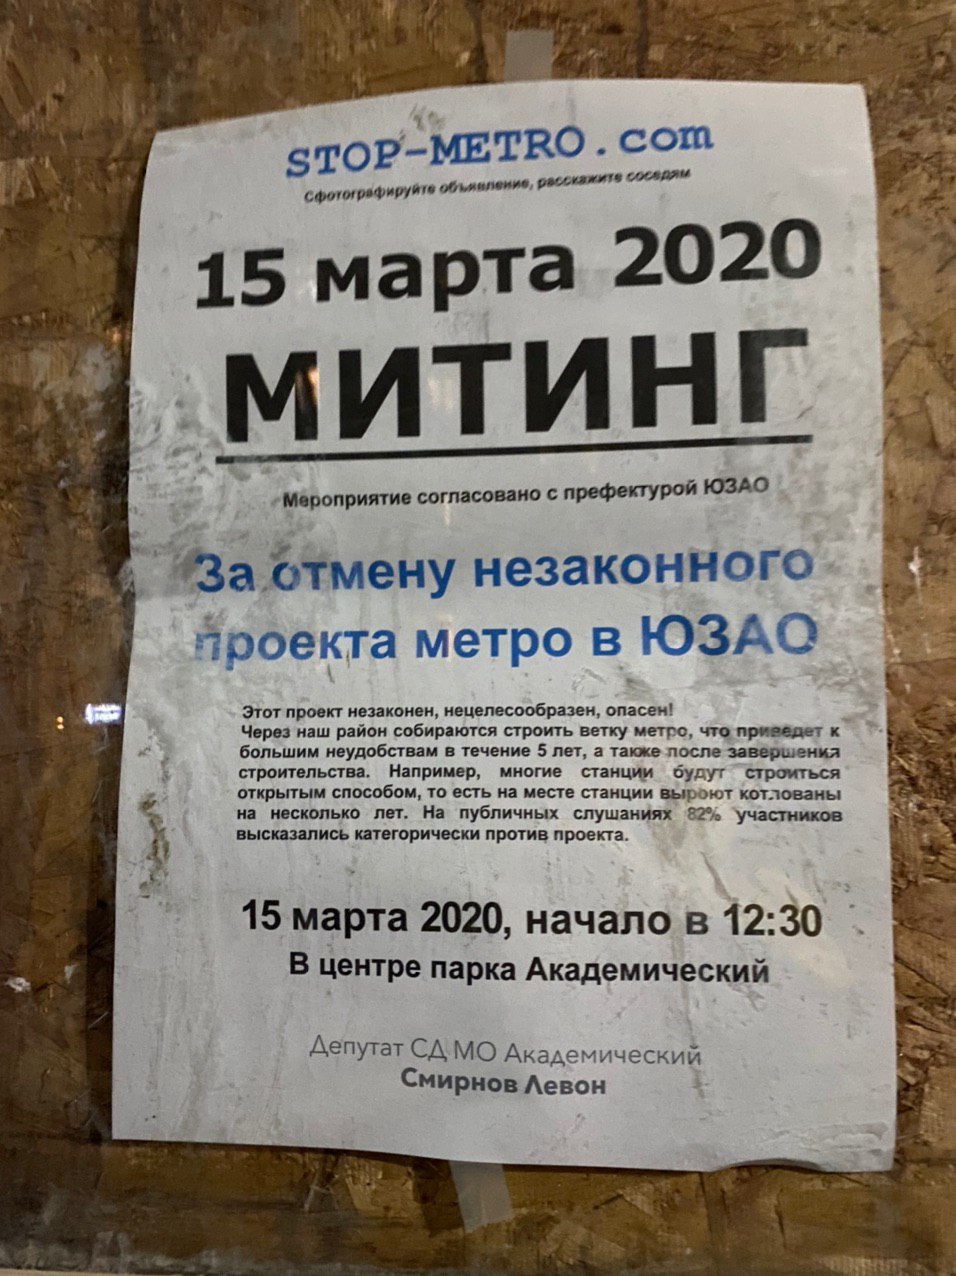 STOP-METRO.com
Сфотографируйте объявление, расскажите соседям
15 марта 2020
МИТИНГ
Мероприятие согласовано с префектурой ЮЗАО
За отмену незаконного
проекта метро в ЮЗАО
Этот проект незаконен, нецелесообразен, опасен!
Через наш район собираются строить ветку метро, что приведет к
большим неудобствам в течение 5 лет, а также после завершения
строительства. Например, многие станции будут строиться
открытым способом, то есть на месте станции выроют котлованы
на несколько лет. На публичных слушаниях 82% участников
высказались категорически против проекта.
15 марта 2020, начало в 12:30
В центре парка Академический
Депутат СД МО Академический
Смирнов Левон